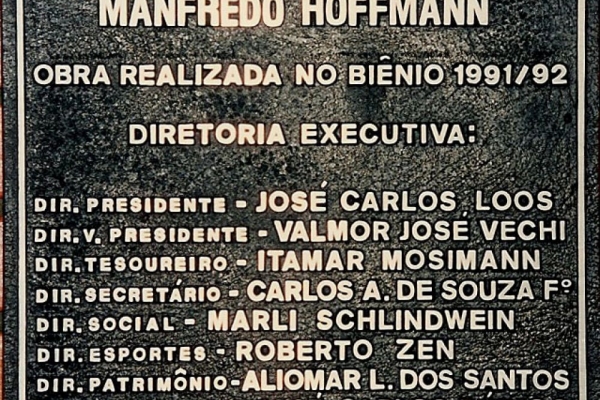 MANFREDO HOFFMANN
OBRA REALIZADA NO BIÊNIO 1991/92
DIRETORIA EXECUTIVA:
DIR. PRESIDENTE - JOSÉ CARLOS LOOS
DIR. V. PRESIDENTE - VALMOR JOSÉ VECHI
DIR. TESOUREIRO - ITAMAR MOSIMANN
DIR. SECRETÁRIO - CARLOS A. DE SOUZA Fº
DIR. SOCIAL - MARLI SCHLINDWEIN
DIR. ESPORTES - ROBERTO ZEN
DIR. PATRIMÔNIO - ALIOMAR L. DOS SANTOS